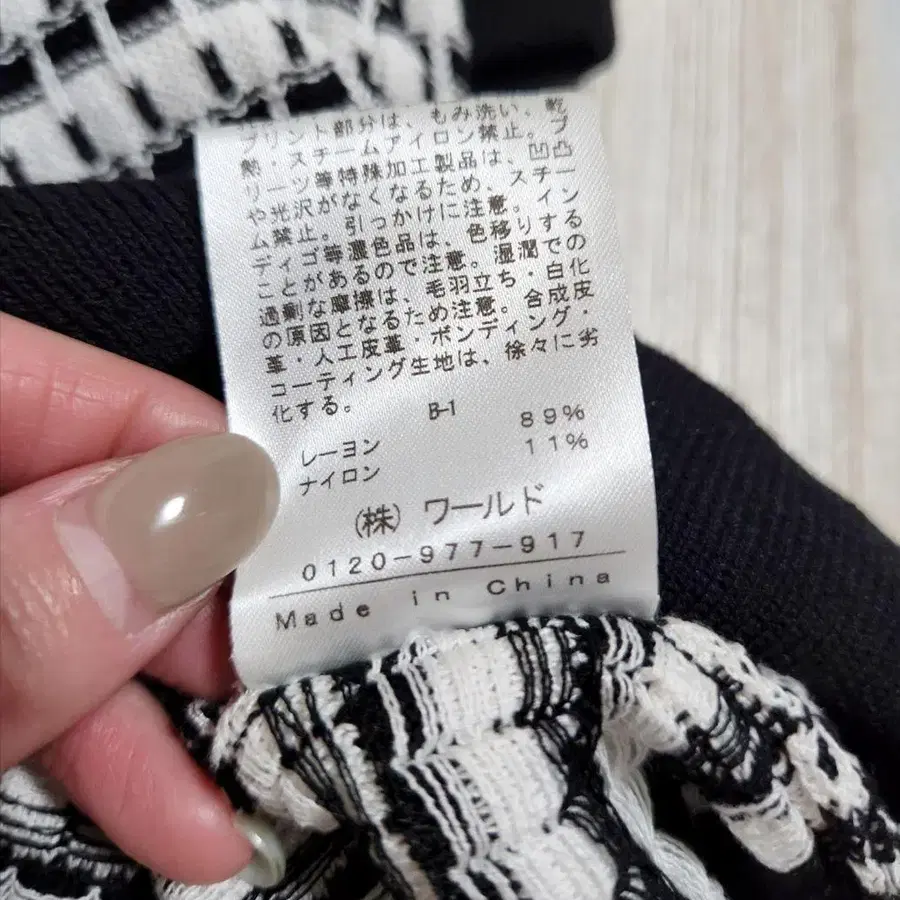 プリント部分は、もみ洗い、乾
熱・スチームアイロン禁止。プ
リーツ等特殊加工製品は、凹凸
や光沢がなくなるため、スチー
ム禁止。引っかけに注意。イン
ディゴ等濃色品は、色移りする
ことがあるので注意。湿潤での
過剰な摩擦は、毛羽立ち・白化
の原因となるため注意。合成皮
革・人工皮革・ボンディング・
コーティング生地は、徐々に劣
化する。
B-1
レーヨン 89%
ナイロン 11%
(株) ワールド
0120-977-917
Made in China